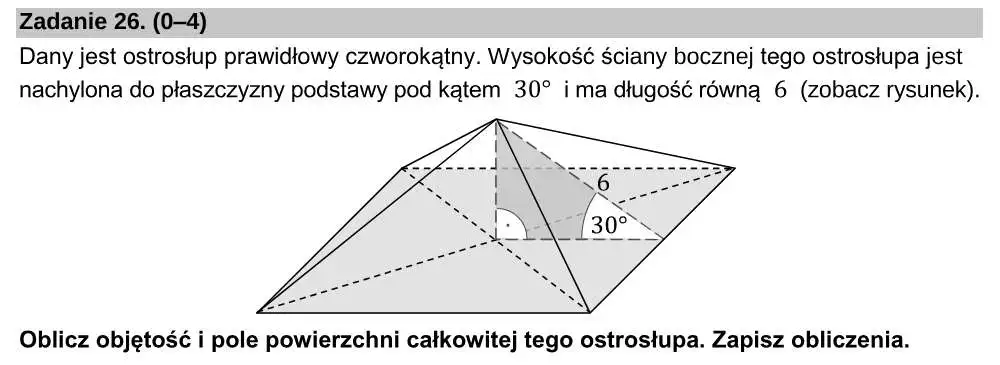 Zadanie 26. (0–4)
Dany jest ostrosłup prawidłowy czworokątny. Wysokość ściany bocznej tego ostrosłupa jest
nachylona do płaszczyzny podstawy pod kątem 30° i ma długość równą 6 (zobacz rysunek).
6
30°
Oblicz objętość i pole powierzchni całkowitej tego ostrosłupa. Zapisz obliczenia.